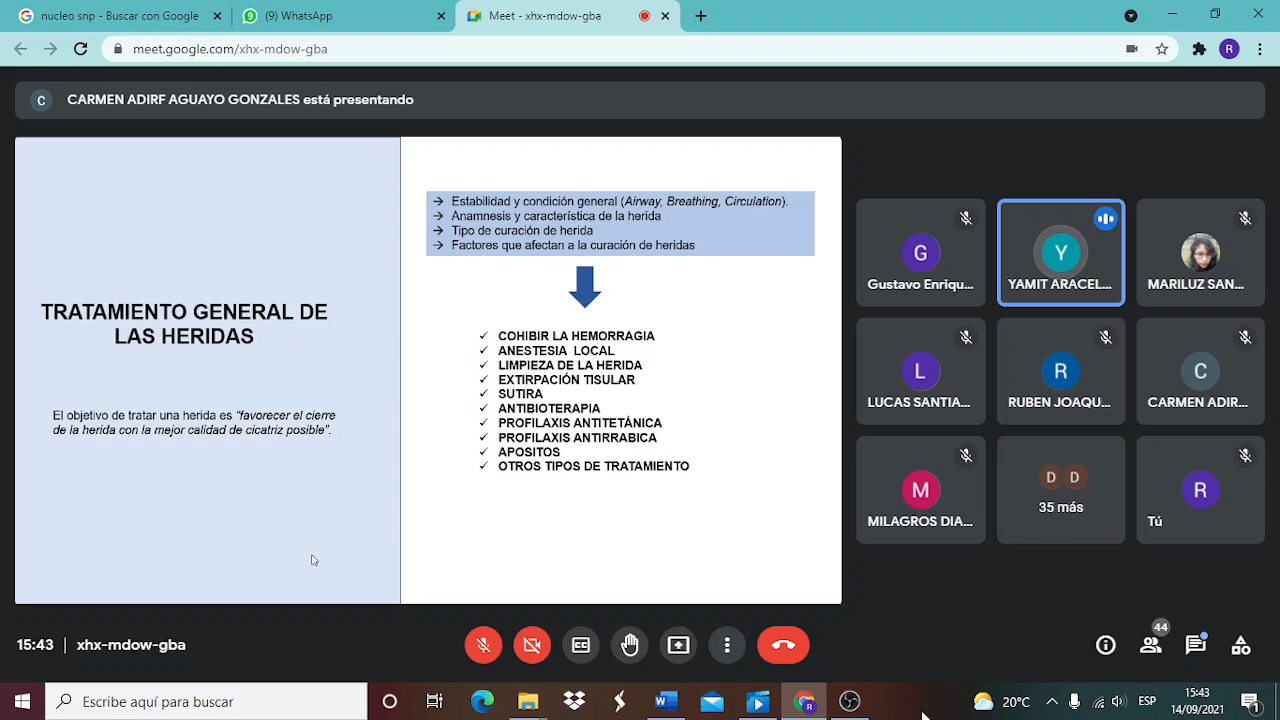 nucleo snp - Buscar con Google
(9) WhatsApp
Meet - xhx-mdow-gba
meet.google.com/xhx-mdow-gba
R
C
CARMEN ADIRF AGUAYO GONZALES está presentando
TRATAMIENTO GENERAL DE
LAS HERIDAS
El objetivo de tratar una herida es “favorecer el cierre
de la herida con la mejor calidad de cicatriz posible”.
→ Estabilidad y condición general (Airway, Breathing, Circulation).
→ Anamnesis y característica de la herida
→ Tipo de curación de herida
→ Factores que afectan a la curación de heridas
✓ COHIBIR LA HEMORRAGIA
✓ ANESTESIA LOCAL
✓ LIMPIEZA DE LA HERIDA
✓ EXTIRPACIÓN TISULAR
✓ SUTIRA
✓ ANTIBIOTERAPIA
✓ PROFILAXIS ANTITETÁNICA
✓ PROFILAXIS ANTIRRABICA
✓ APOSITOS
✓ OTROS TIPOS DE TRATAMIENTO
G
Gustavo Enriqu...
Y
YAMIT ARACEL...
MARILUZ SAN...
L
LUCAS SANTIA...
R
RUBEN JOAQU...
C
CARMEN ADIR...
M
MILAGROS DIA...
D D
35 más
R
Tú
15:43 | xhx-mdow-gba
44
Escribe aquí para buscar
20°C
ESP
15:43
14/09/2021
1